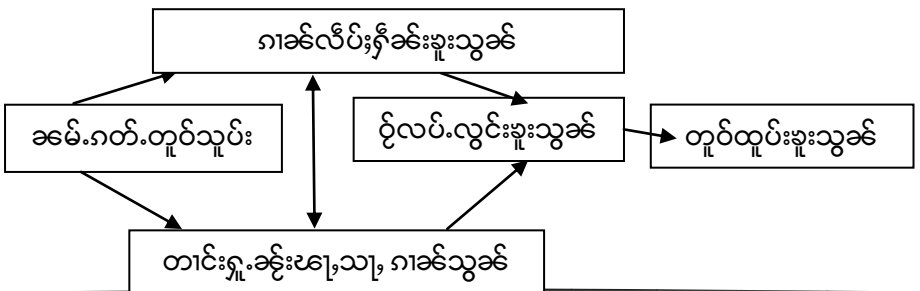 ၵၢၼ်လဵပ်ႈႁဵၼ်းၶူးသွၼ်
ၼမ်ႉၵတ်ႉတူဝ်သူပ်း
ဝႂ်လပ်ႉလွင်းၶူးသွၼ်
တူဝ်ထူပ်းၶူးသွၼ်
တၢင်းႁူႉၼႂ်းၽႃႇသႃႇ ၵၢၼ်သွၼ်